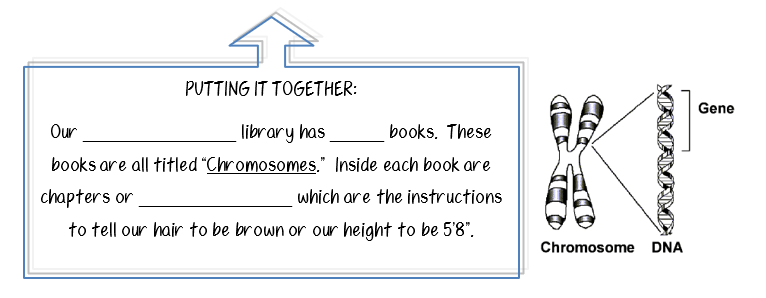 PUTTING IT TOGETHER:
Our _________________ library has ______ books. These
books are all titled “Chromosomes.” Inside each book are
chapters or _________________ which are the instructions
to tell our hair to be brown or our height to be 5’8”.
Gene
Chromosome DNA